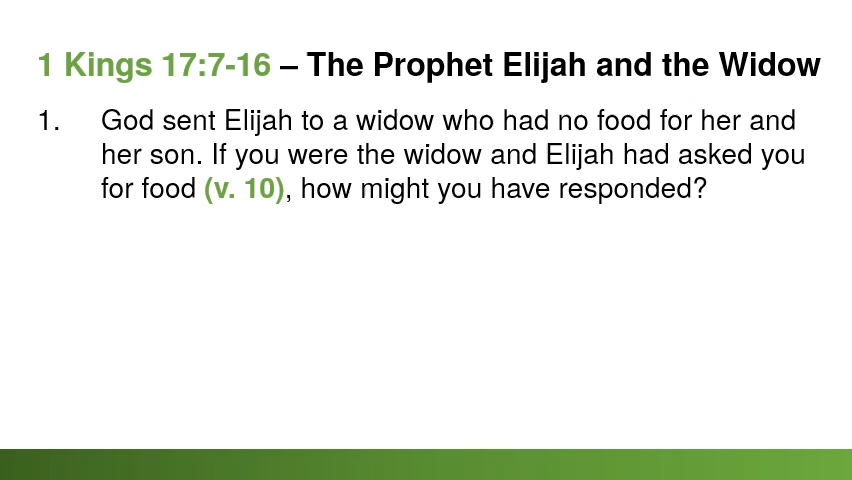 1 Kings 17:7-16 – The Prophet Elijah and the Widow
1. God sent Elijah to a widow who had no food for her and
her son. If you were the widow and Elijah had asked you
for food (v. 10), how might you have responded?